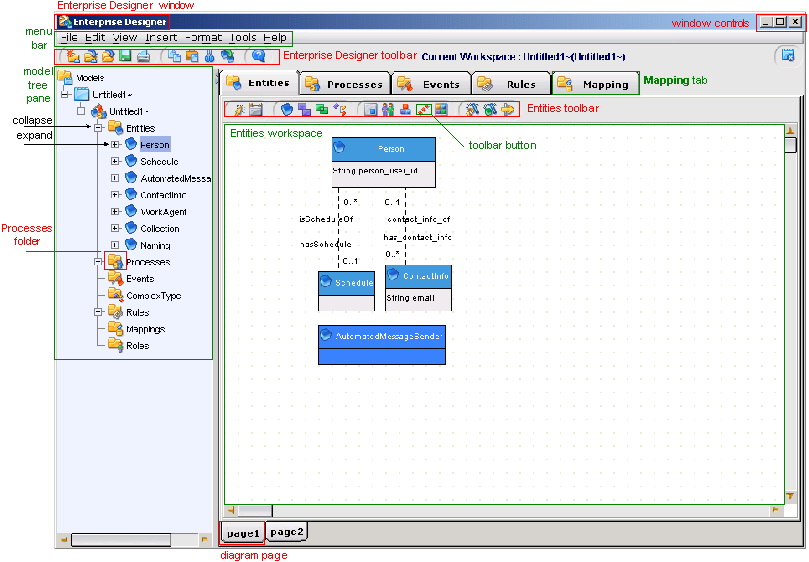 Enterprise Designer window
Enterprise Designer
window controls
menu bar
File Edit View Insert Format Tools Help
Enterprise Designer toolbar
Current Workspace : Untitled1~(Untitled1~)
model tree pane
Models
Untitled1~
Untitled1~
collapse
Entities
expand
Person
Schedule
AutomatedMessa
ContactInfo
WorkAgent
Collection
Naming
Processes folder
Processes
Events
ComplexType
Rules
Mappings
Roles
Entities
Processes
Events
Rules
Mapping
Mapping tab
Entities toolbar
toolbar button
Entities workspace
Person
String person_user_id
0..*
0..1
isScheduleOf
contact_info_of
hasSchedule
has_contact_info
0..1
0..*
Schedule
ContactInfo
String email
AutomatedMessageSender
page1
page2
diagram page